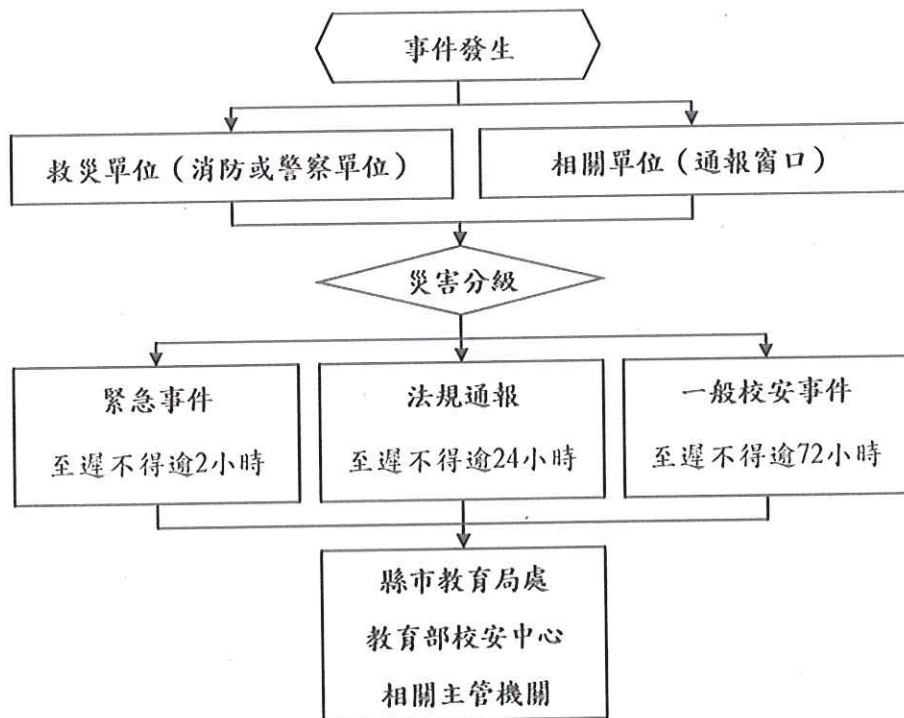 事件發生
救災單位（消防或警察單位）
相關單位（通報窗口）
災害分級
緊急事件
至遲不得逾2小時
法規通報
至遲不得逾24小時
一般校安事件
至遲不得逾72小時
縣市教育局處
教育部校安中心
相關主管機關